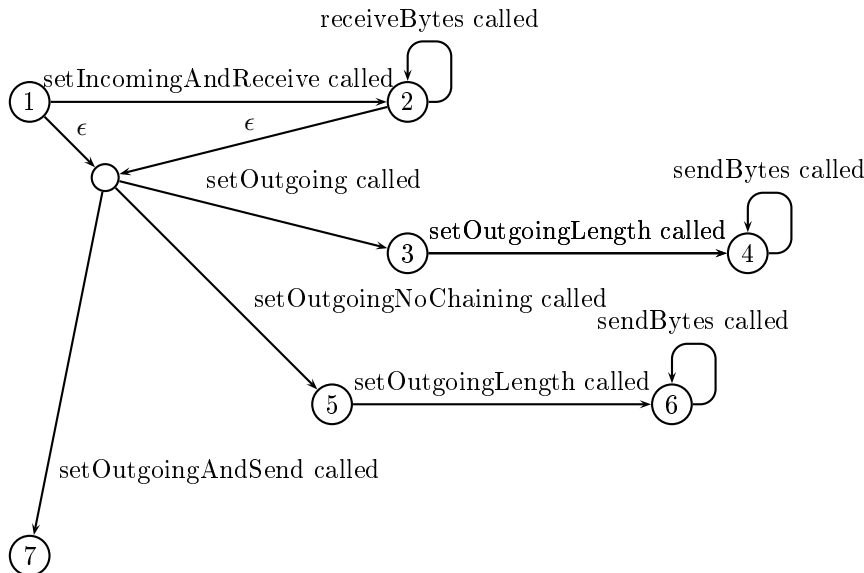 receiveBytes called
setIncomingAndReceive called
1
2
ϵ
ϵ
setOutgoing called
sendBytes called
setOutgoingLength called
3
4
setOutgoingNoChaining called
sendBytes called
setOutgoingLength called
5
6
setOutgoingAndSend called
7